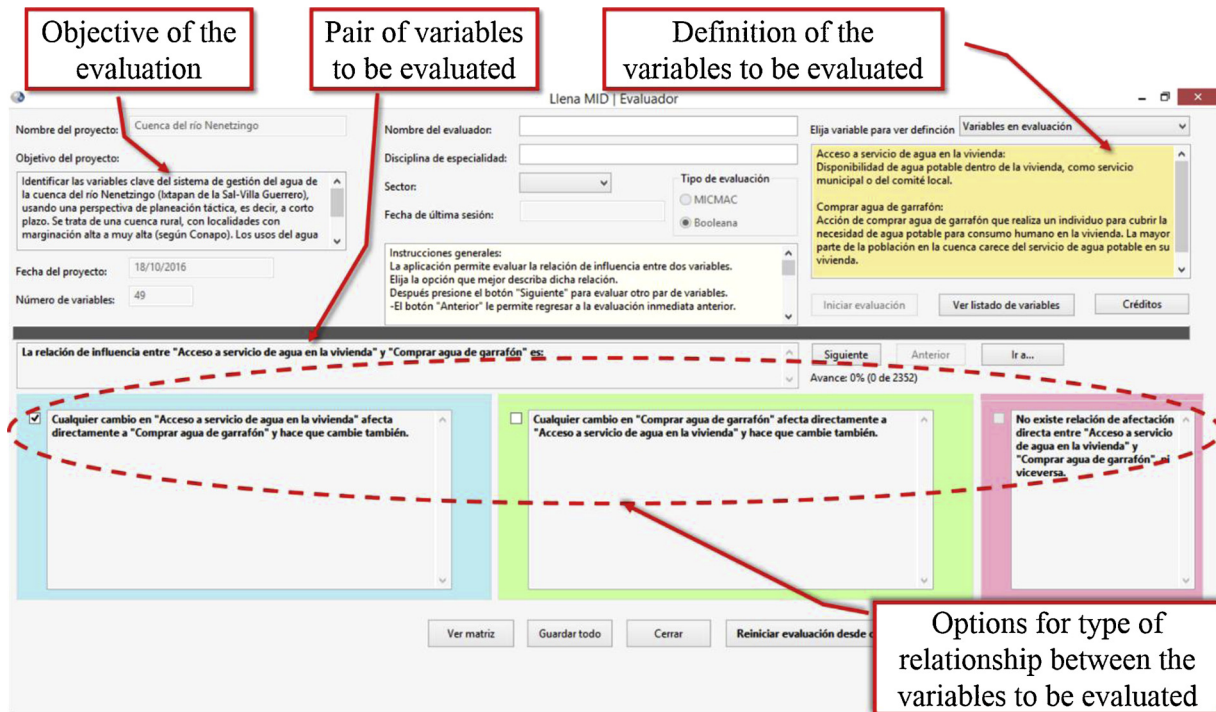 Objective of the
evaluation
Pair of variables
to be evaluated
Definition of the
variables to be evaluated
Llena MID | Evaluador
Nombre del proyecto:
Cuenca del río Nenetzingo
Objetivo del proyecto:
Identificar las variables clave del sistema de gestión del agua de
la cuenca del río Nenetzingo (Ixtapan de la Sal-Villa Guerrero),
usando una perspectiva de planeación táctica, es decir, a corto
plazo. Se trata de una cuenca rural, con localidades con
marginación alta a muy alta (según Conapo). Los usos del agua
Fecha del proyecto:
18/10/2016
Número de variables:
49
Nombre del evaluador:
Disciplina de especialidad:
Sector:
Fecha de última sesión:
Tipo de evaluación
MICMAC
Booleana
Instrucciones generales:
La aplicación permite evaluar la relación de influencia entre dos variables.
Elija la opción que mejor describa dicha relación.
Después presione el botón "Siguiente" para evaluar otro par de variables.
-El botón "Anterior" le permite regresar a la evaluación inmediata anterior.
Elija variable para ver definción
Variables en evaluación
Acceso a servicio de agua en la vivienda:
Disponibilidad de agua potable dentro de la vivienda, como servicio
municipal o del comité local.
Comprar agua de garrafón:
Acción de comprar agua de garrafón que realiza un individuo para cubrir la
necesidad de agua potable para consumo humano en la vivienda. La mayor
parte de la población en la cuenca carece del servicio de agua potable en su
vivienda.
Iniciar evaluación
Ver listado de variables
Créditos
La relación de influencia entre "Acceso a servicio de agua en la vivienda" y "Comprar agua de garrafón" es:
Siguiente
Anterior
Ir a...
Avance: 0% (0 de 2352)
Cualquier cambio en "Acceso a servicio de agua en la vivienda" afecta
directamente a "Comprar agua de garrafón" y hace que cambie también.
Cualquier cambio en "Comprar agua de garrafón" afecta directamente a
"Acceso a servicio de agua en la vivienda" y hace que cambie también.
No existe relación de afectación
directa entre "Acceso a servicio
de agua en la vivienda" y
"Comprar agua de garrafón", ni
viceversa.
Ver matriz
Guardar todo
Cerrar
Reiniciar evaluación desde
Options for type of
relationship between the
variables to be evaluated